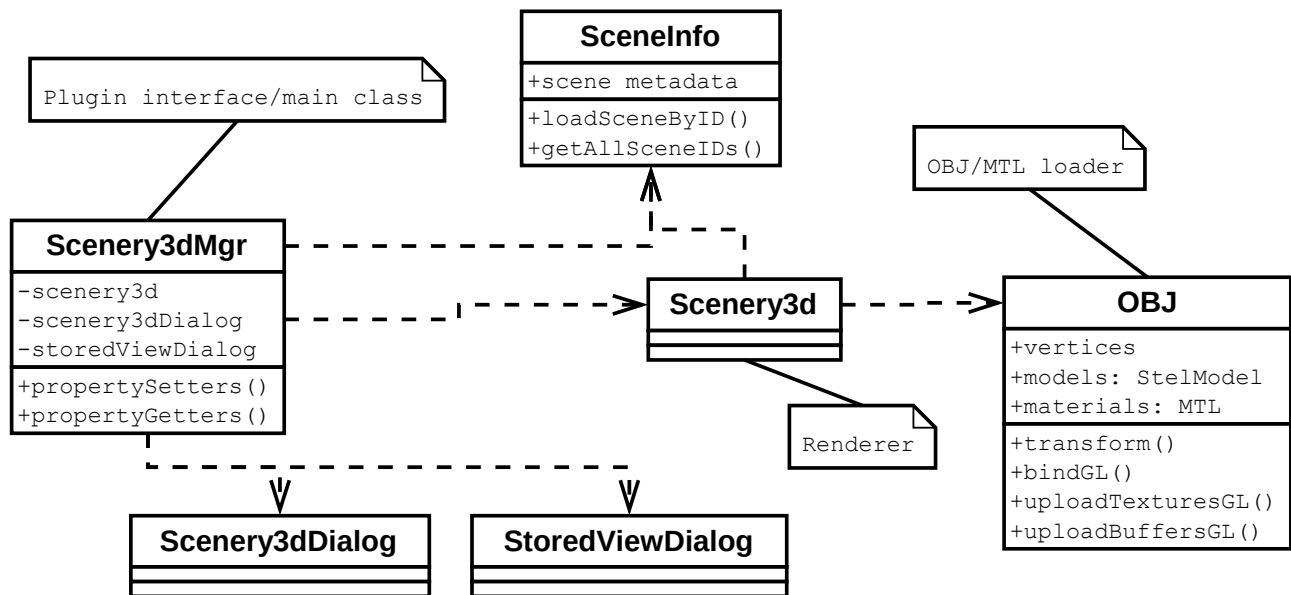 SceneInfo
+scene metadata
+loadSceneByID()
+getAllSceneIDs()
Plugin interface/main class
OBJ/MTL loader
Scenery3dMgr
-scenery3d
-scenery3dDialog
-storedViewDialog
+propertySetters()
+propertyGetters()
Scenery3d
Renderer
OBJ
+vertices
+models: StelModel
+materials: MTL
+transform()
+bindGL()
+uploadTexturesGL()
+uploadBuffersGL()
Scenery3dDialog
StoredViewDialog